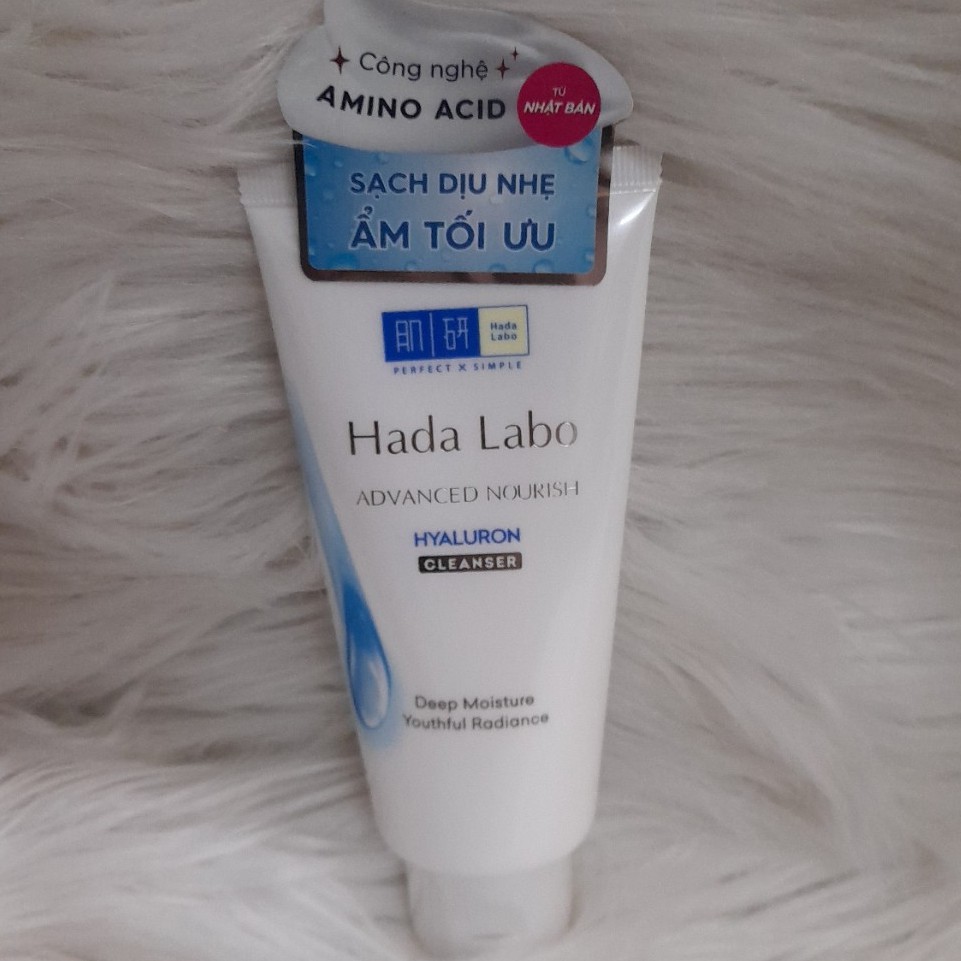 Công nghệ
AMINO ACID
TỪ
NHẬT BẢN
SẠCH DỊU NHẸ
ẨM TỐI ƯU
肌研
Hada
Labo
PERFECT X SIMPLE
Hada Labo
ADVANCED NOURISH
HYALURON
CLEANSER
Deep Moisture
Youthful Radiance